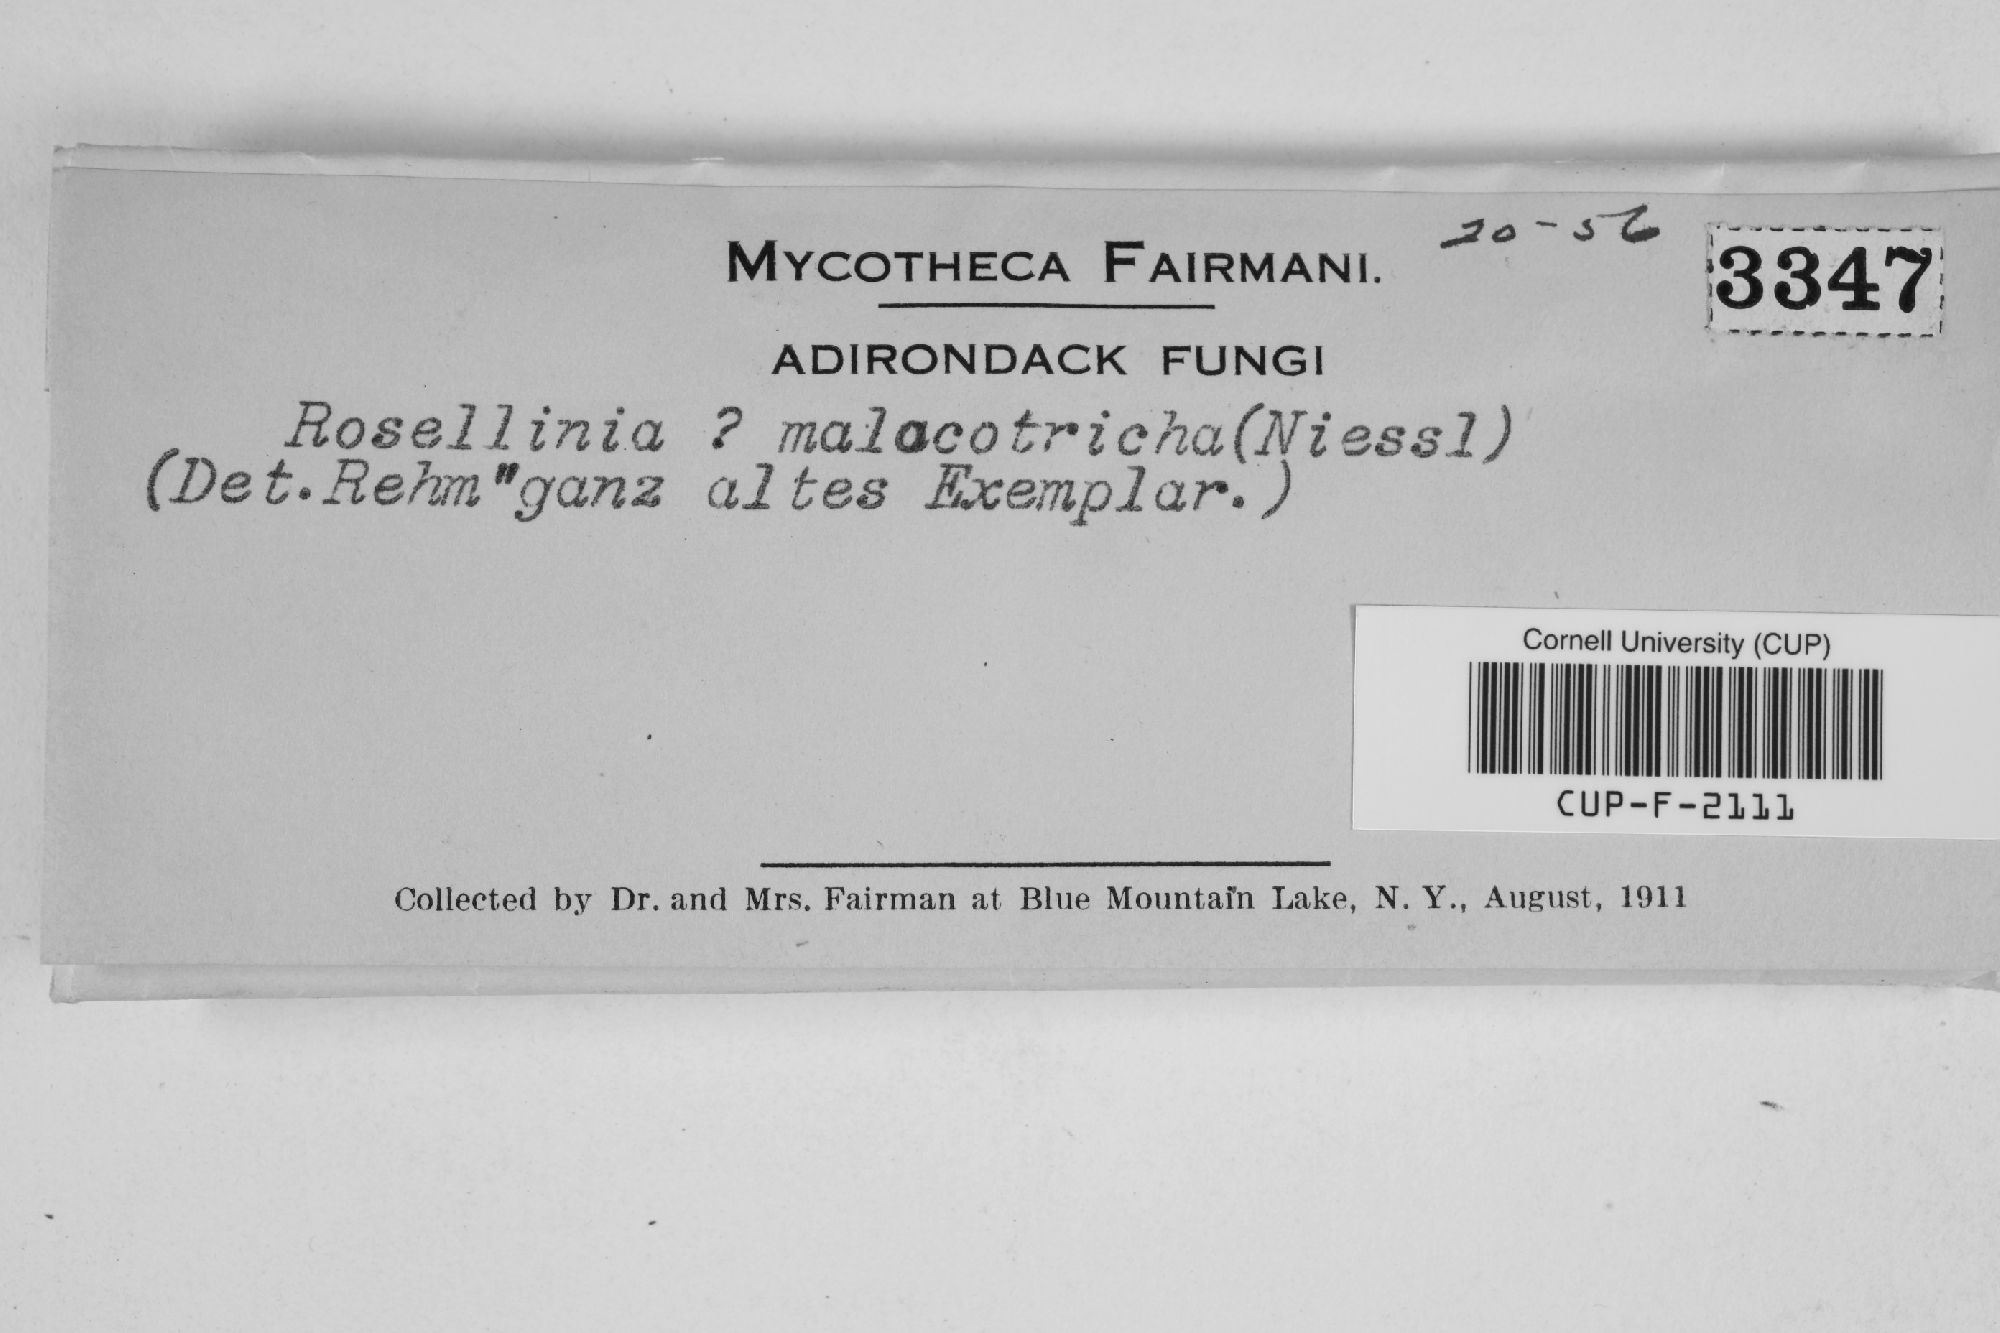 20-56
3347
MYCOTHECA FAIRMANI.
ADIRONDACK FUNGI
Rosellinia ? malacotricha(Niessl)
(Det.Rehm"ganz altes Exemplar.)
Cornell University (CUP)
CUP-F-2111
Collected by Dr. and Mrs. Fairman at Blue Mountain Lake, N. Y., August, 1911